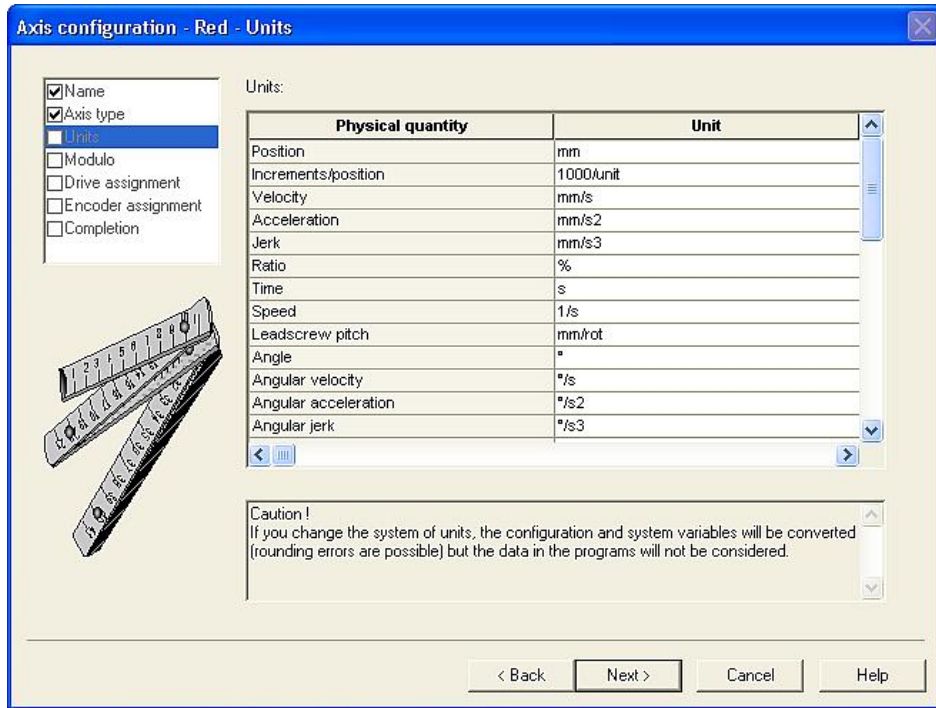 Axis configuration - Red - Units
Name
Axis type
Units
Modulo
Drive assignment
Encoder assignment
Completion
Units:
Physical quantity Unit
Position mm
Increments/position 1000/unit
Velocity mm/s
Acceleration mm/s2
Jerk mm/s3
Ratio %
Time s
Speed 1/s
Leadscrew pitch mm/rot
Angle °
Angular velocity °/s
Angular acceleration °/s2
Angular jerk °/s3
Caution !
If you change the system of units, the configuration and system variables will be converted
(rounding errors are possible) but the data in the programs will not be considered.
< Back Next > Cancel Help